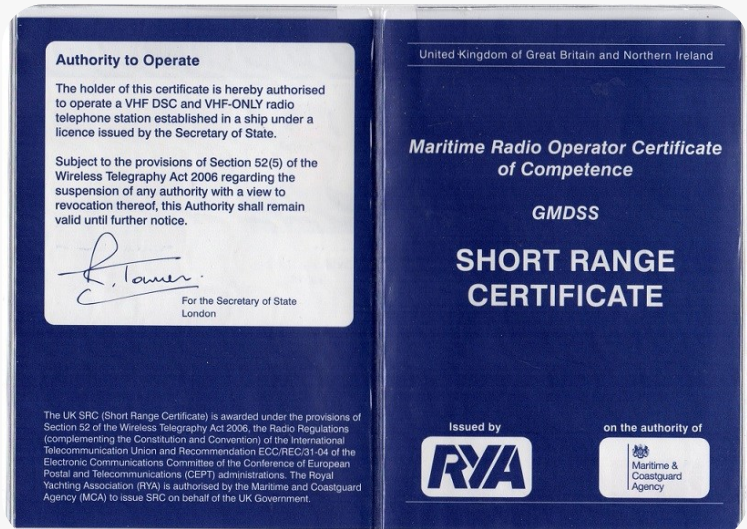 Authority to Operate
The holder of this certificate is hereby authorised
to operate a VHF DSC and VHF-ONLY radio
telephone station established in a ship under a
licence issued by the Secretary of State.
Subject to the provisions of Section 52(5) of the
Wireless Telegraphy Act 2006 regarding the
suspension of any authority with a view to
revocation thereof, this Authority shall remain
valid until further notice.
For the Secretary of State
London
The UK SRC (Short Range Certificate) is awarded under the provisions of
Section 52 of the Wireless Telegraphy Act 2006, the Radio Regulations
(complementing the Constitution and Convention) of the International
Telecommunication Union and Recommendation ECC/REC/31-04 of the
Electronic Communications Committee of the Conference of European
Postal and Telecommunications (CEPT) administrations. The Royal
Yachting Association (RYA) is authorised by the Maritime and Coastguard
Agency (MCA) to issue SRC on behalf of the UK Government.
United Kingdom of Great Britain and Northern Ireland
Maritime Radio Operator Certificate
of Competence
GMDSS
SHORT RANGE
CERTIFICATE
Issued by
RYA
on the authority of
Maritime &
Coastguard
Agency